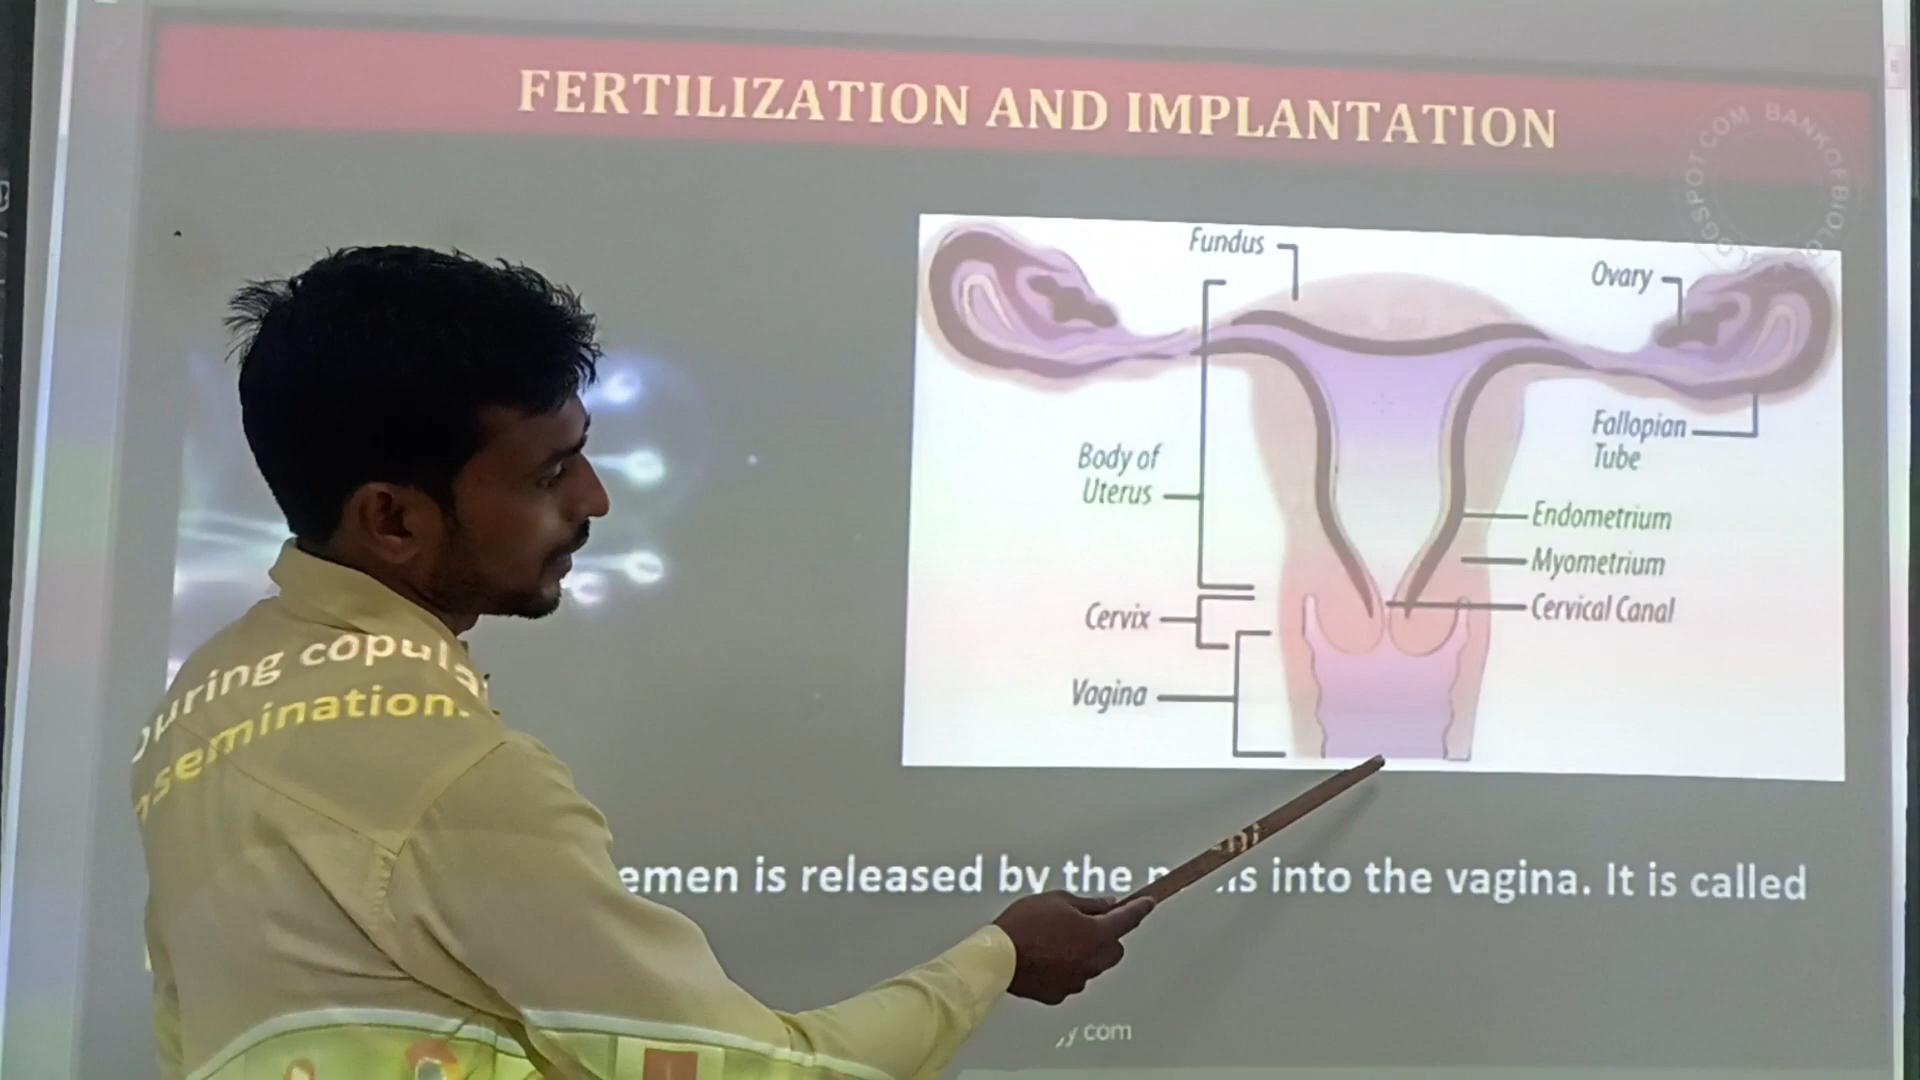 FERTILIZATION AND IMPLANTATION
Fundus
Ovary
Fallopian
Tube
Body of
Uterus
Endometrium
Myometrium
Cervical Canal
Cervix
Vagina
uring copula
emen is released by the is into the vagina. It is called
nsemination.
y com